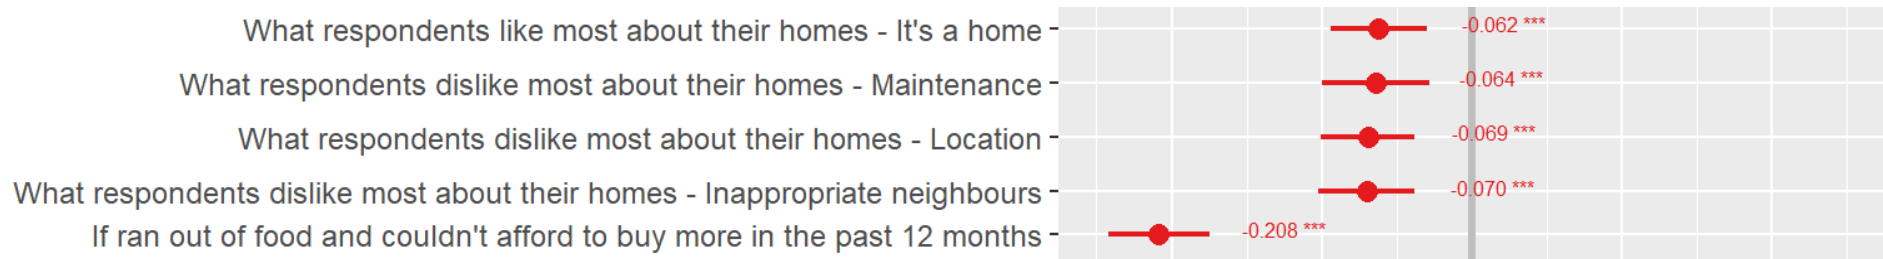 What respondents like most about their homes - It's a home -0.062 ***
What respondents dislike most about their homes - Maintenance -0.064 ***
What respondents dislike most about their homes - Location -0.069 ***
What respondents dislike most about their homes - Inappropriate neighbours -0.070 ***
If ran out of food and couldn't afford to buy more in the past 12 months -0.208 ***